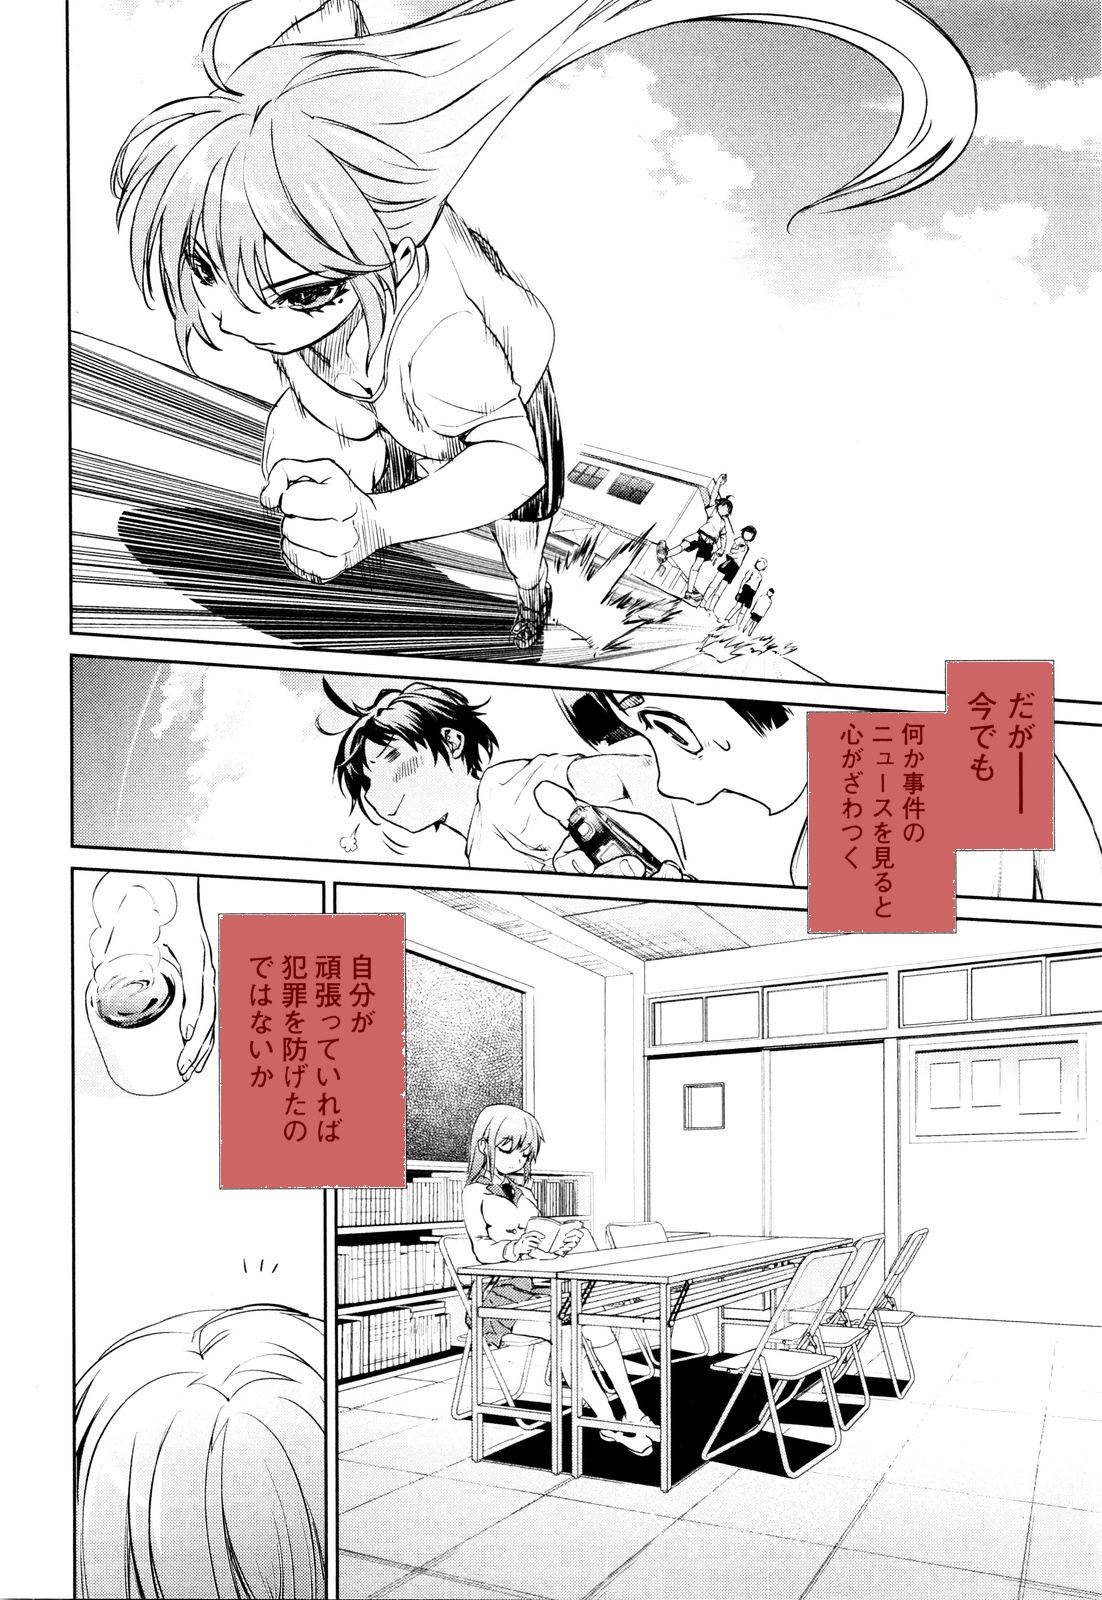 だが──
今でも
何か事件の
ニュースを見ると
心がざわつく
自分が
頑張っていれば
犯罪を防げたの
ではないか